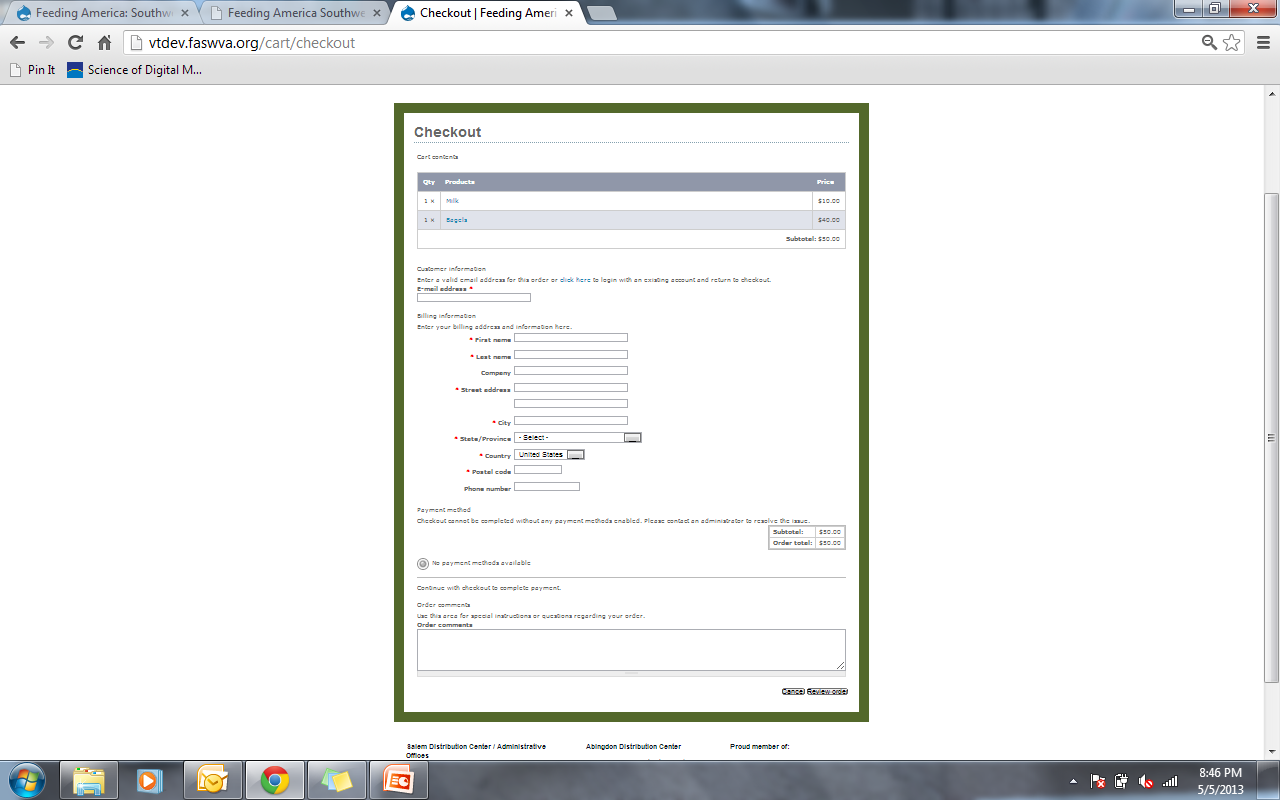 Feeding America: Southwe
Feeding America Southwe
Checkout | Feeding Ameri
vtdev.faswva.org/cart/checkout
Pin It
Science of Digital M...
Checkout
Cart contents
Qty Products Price
1 × Milk $10.00
1 × Bagels $40.00
Subtotal: $50.00
Customer information
Enter a valid email address for this order or click here to login with an existing account and return to checkout.
E-mail address *
Billing information
Enter your billing address and information here.
* First name
* Last name
Company
* Street address
* City
* State/Province - Select -
* Country United States
* Postal code
Phone number
Payment method
Checkout cannot be completed without any payment methods enabled. Please contact an administrator to resolve the issue.
Subtotal: $50.00
Order total: $50.00
No payment methods available
Continue with checkout to complete payment.
Order comments
Use this area for special instructions or questions regarding your order.
Order comments
Cancel Review order
Salem Distribution Center / Administrative
Offices
Abingdon Distribution Center
Proud member of:
8:46 PM
5/5/2013